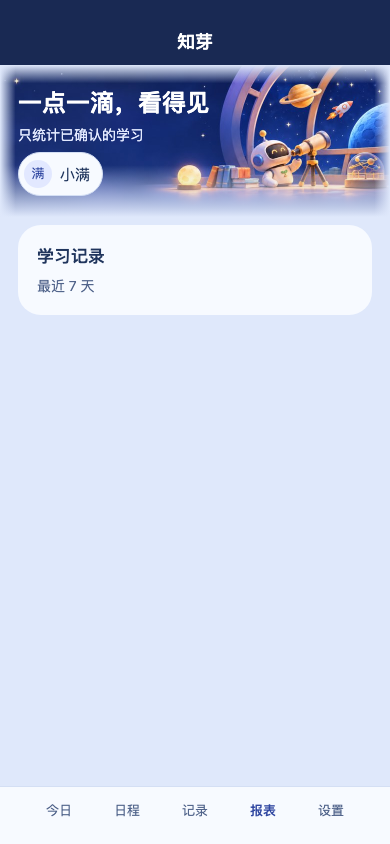 知芽
一点一滴，看得见
只统计已确认的学习
满 小满
学习记录
最近 7 天
今日 日程 记录 报表 设置